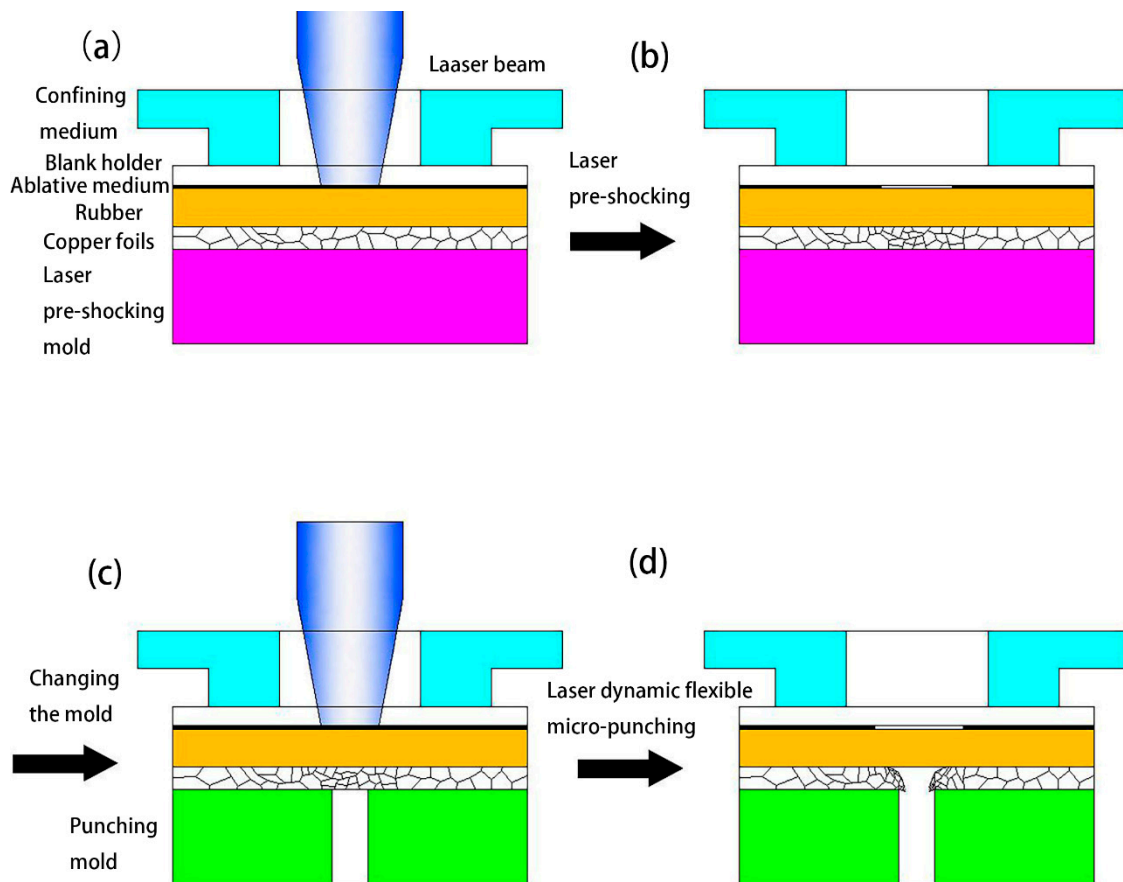 (a)
Laaser beam
Confining
medium
Blank holder
Ablative medium
Rubber
Copper foils
Laser
pre-shocking
mold
(b)
Laser
pre-shocking
(c)
Changing
the mold
Punching
mold
(d)
Laser dynamic flexible
micro-punching